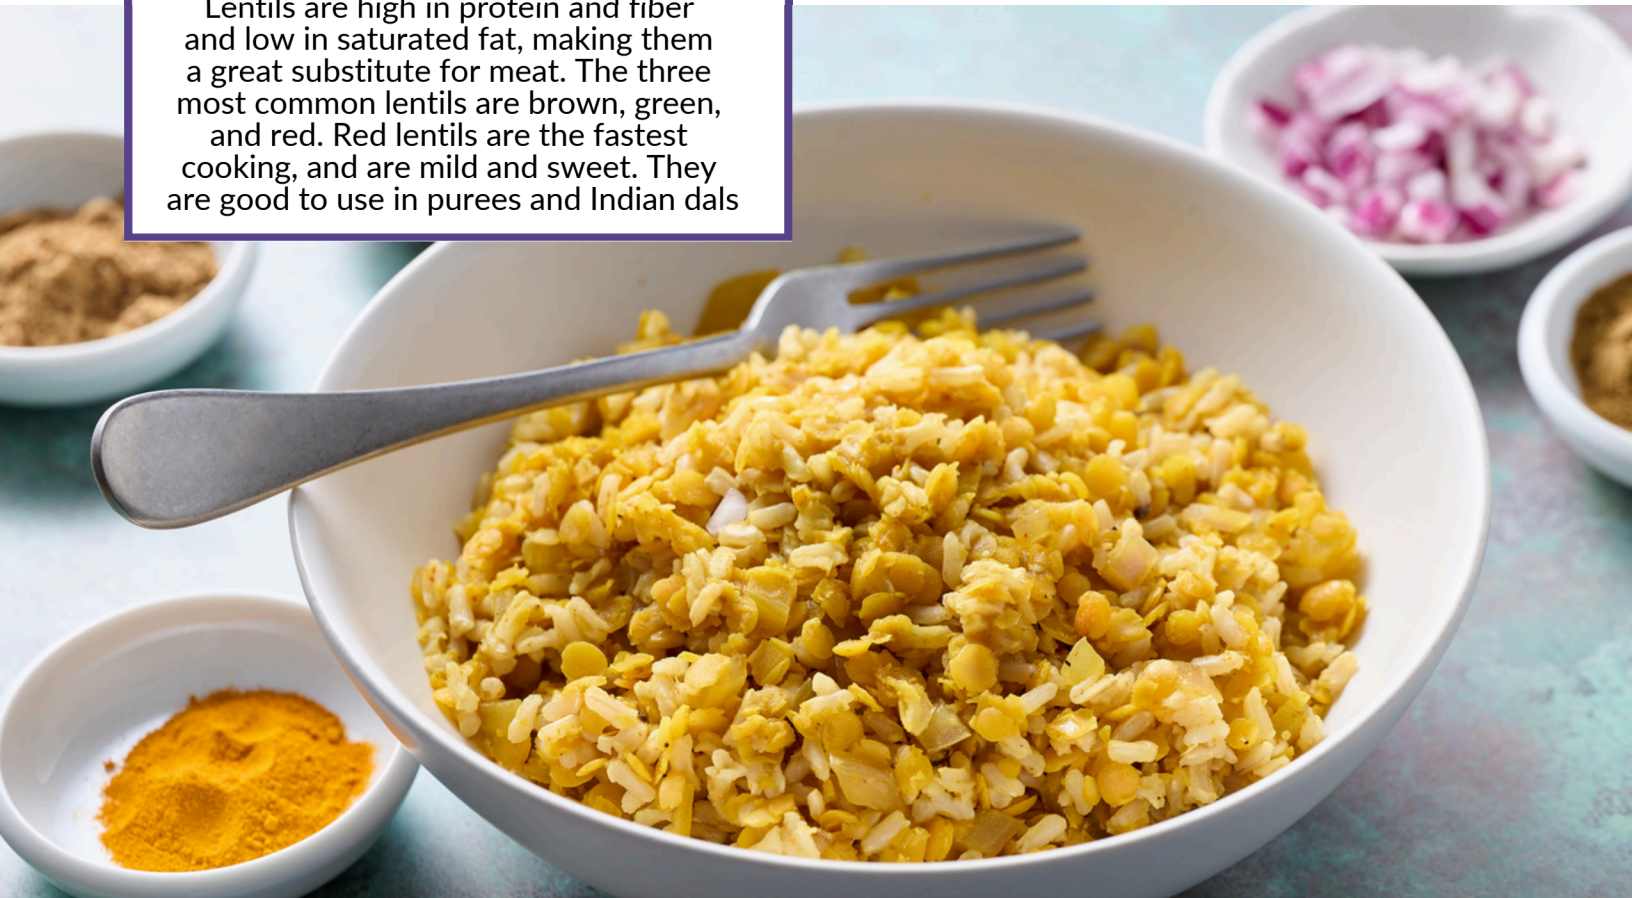 Lentils are high in protein and fiber
and low in saturated fat, making them
a great substitute for meat. The three
most common lentils are brown, green,
and red. Red lentils are the fastest
cooking, and are mild and sweet. They
are good to use in purees and Indian dals